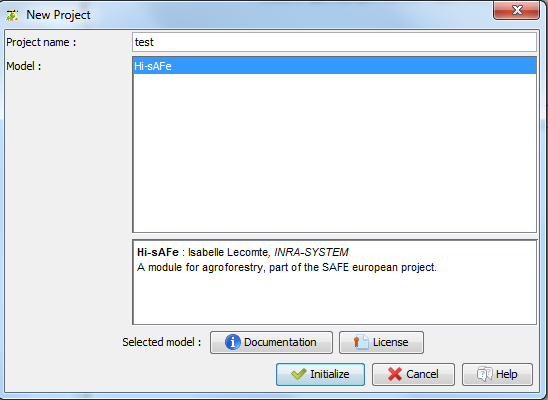 New Project
Project name : test
Model : Hi-sAFe
Hi-sAFe : Isabelle Lecomte, INRA-SYSTEM
A module for agroforestry, part of the SAFE european project.
Selected model : Documentation License
Initialize Cancel Help